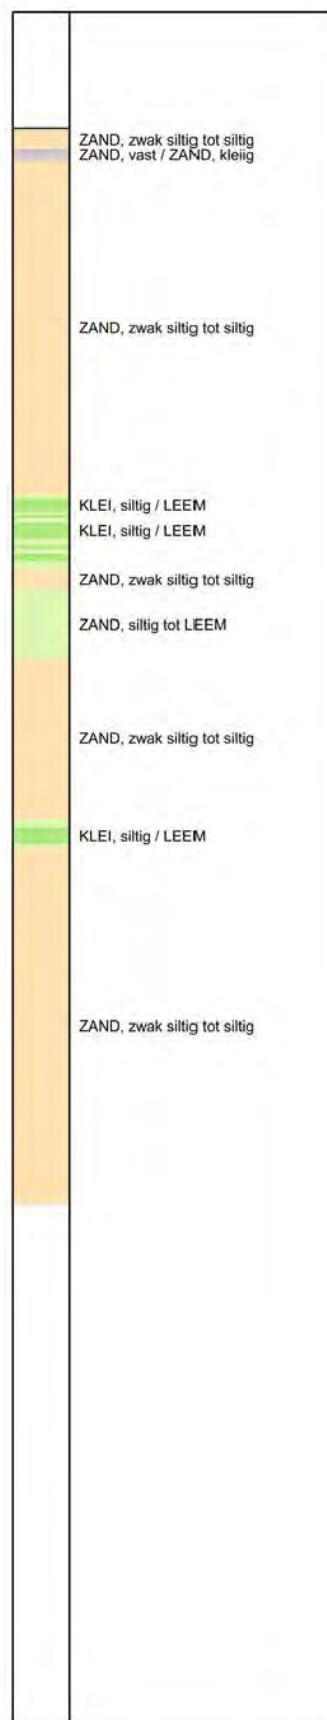 ZAND, zwak siltig tot siltig
ZAND, vast / ZAND, kleiig
ZAND, zwak siltig tot siltig
KLEI, siltig / LEEM
KLEI, siltig / LEEM
ZAND, zwak siltig tot siltig
ZAND, siltig tot LEEM
ZAND, zwak siltig tot siltig
KLEI, siltig / LEEM
ZAND, zwak siltig tot siltig